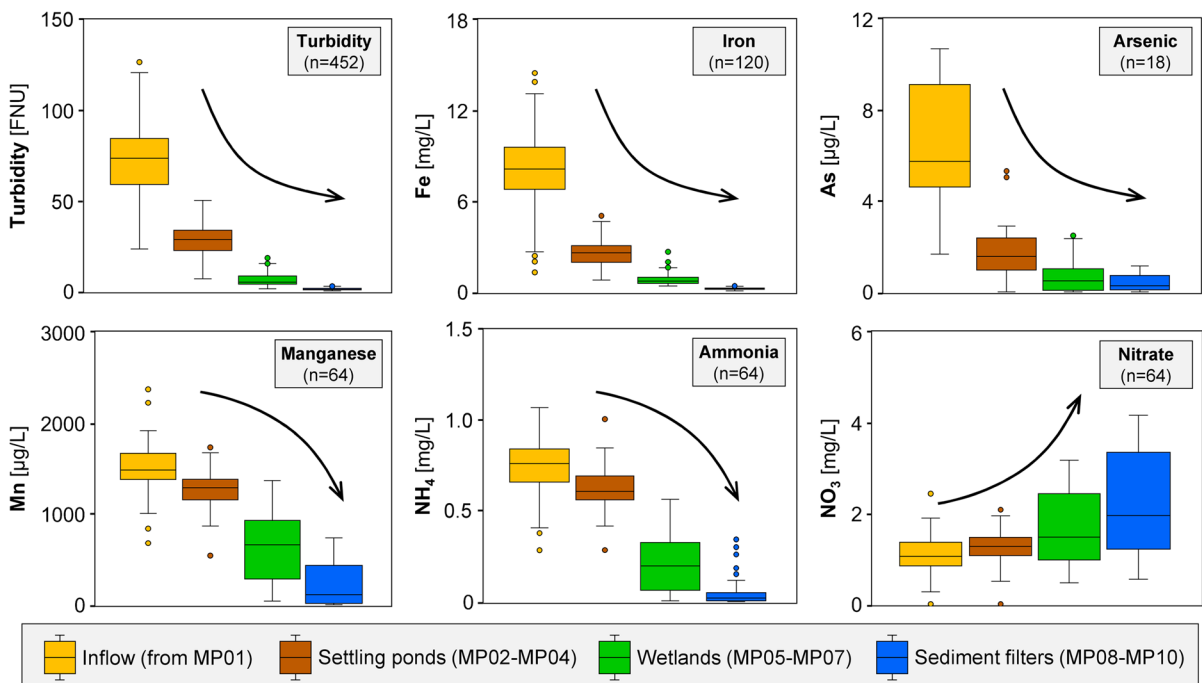 150
100
50
0
Turbidity [FNU]
Turbidity
(n=452)
18
12
6
0
Fe [mg/L]
Iron
(n=120)
12
8
4
0
As [µg/L]
Arsenic
(n=18)
3000
2000
1000
0
Mn [µg/L]
Manganese
(n=64)
1.5
1.0
0.5
0
NH4 [mg/L]
Ammonia
(n=64)
6
4
2
0
NO3 [mg/L]
Nitrate
(n=64)
Inflow (from MP01)
Settling ponds (MP02-MP04)
Wetlands (MP05-MP07)
Sediment filters (MP08-MP10)